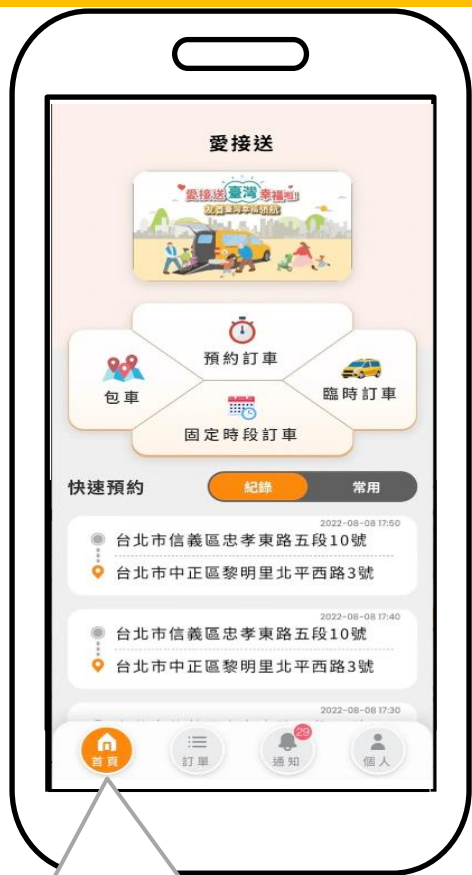 愛接送
愛接送臺灣幸福啦!
預約訂車
包車
臨時訂車
固定時段訂車
快速預約
紀錄
常用
2022-08-08 17:50
台北市信義區忠孝東路五段10號
台北市中正區黎明里北平西路3號
2022-08-08 17:40
台北市信義區忠孝東路五段10號
台北市中正區黎明里北平西路3號
2022-08-08 17:30
29
首頁
訂單
通知
個人